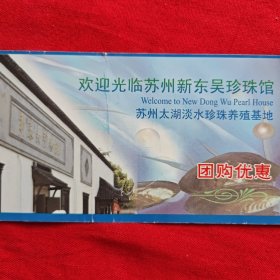 欢迎光临苏州新东吴珍珠馆
Welcome to New Dong Wu Pearl House
苏州太湖淡水珍珠养殖基地
团购优惠